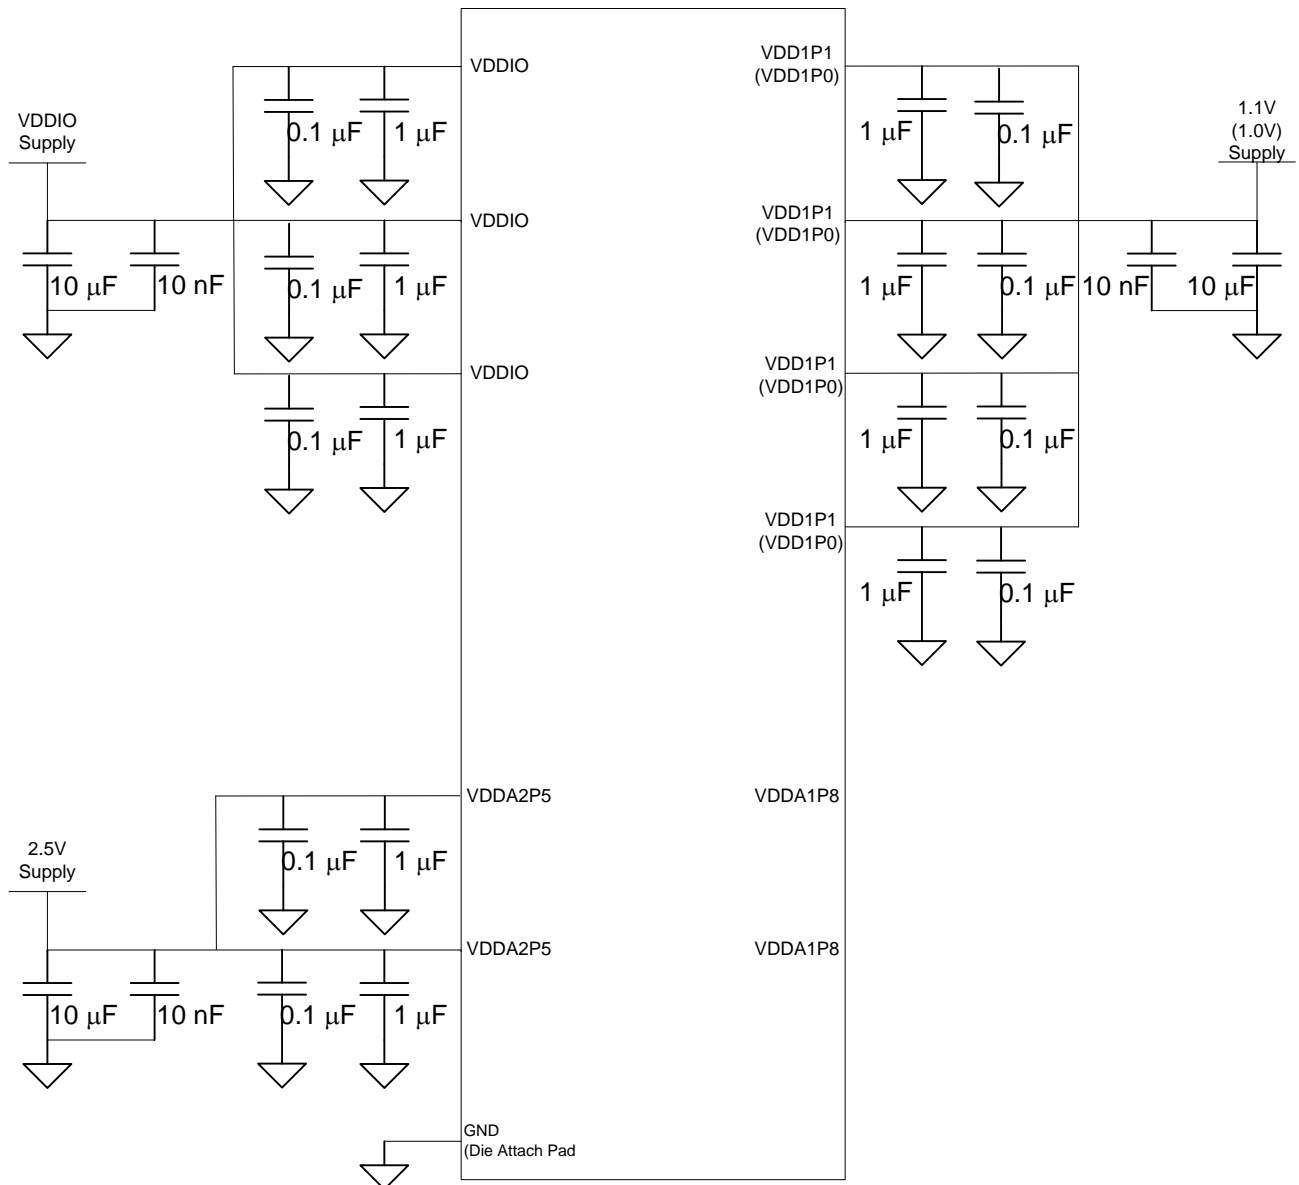 VDDIO
VDD1P1
(VDD1P0)
0.1 μF
1 μF
1 μF
0.1 μF
VDDIO
Supply
1.1V
(1.0V)
Supply
VDDIO
VDD1P1
(VDD1P0)
10 μF
10 nF
0.1 μF
1 μF
1 μF
0.1 μF
10 nF
10 μF
VDDIO
VDD1P1
(VDD1P0)
0.1 μF
1 μF
1 μF
0.1 μF
VDD1P1
(VDD1P0)
1 μF
0.1 μF
VDDA2P5
VDDA1P8
0.1 μF
1 μF
2.5V
Supply
VDDA2P5
VDDA1P8
10 μF
10 nF
0.1 μF
1 μF
GND
(Die Attach Pad